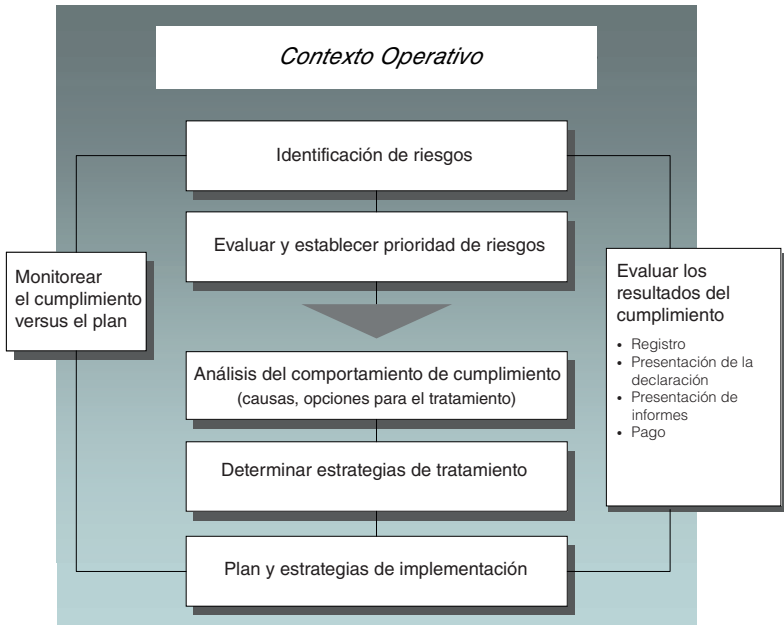 Contexto Operativo
Identificación de riesgos
Evaluar y establecer prioridad de riesgos
Monitorear
el cumplimiento
versus el plan
Análisis del comportamiento de cumplimiento
(causas, opciones para el tratamiento)
Determinar estrategias de tratamiento
Plan y estrategias de implementación
Evaluar los
resultados del
cumplimiento
• Registro
• Presentación de la
declaración
• Presentación de
informes
• Pago